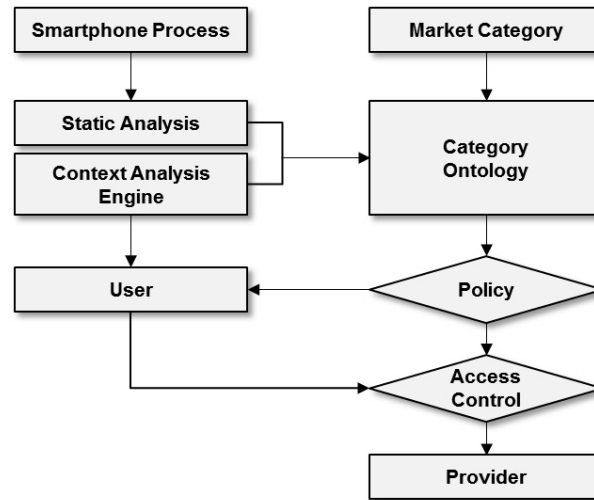 Smartphone Process
Market Category
Static Analysis
Context Analysis
Engine
Category
Ontology
User
Policy
Access
Control
Provider